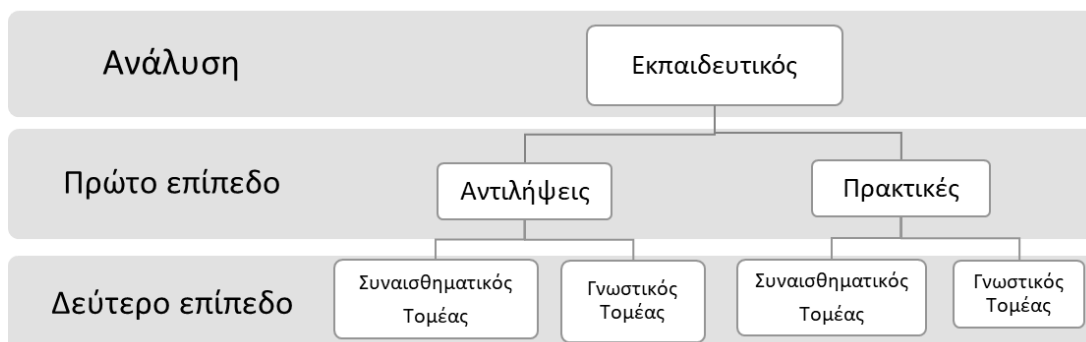 Ανάλυση
Εκπαιδευτικός
Πρώτο επίπεδο
Αντιλήψεις
Πρακτικές
Δεύτερο επίπεδο
Συναισθηματικός
Τομέας
Γνωστικός
Τομέας
Συναισθηματικός
Τομέας
Γνωστικός
Τομέας